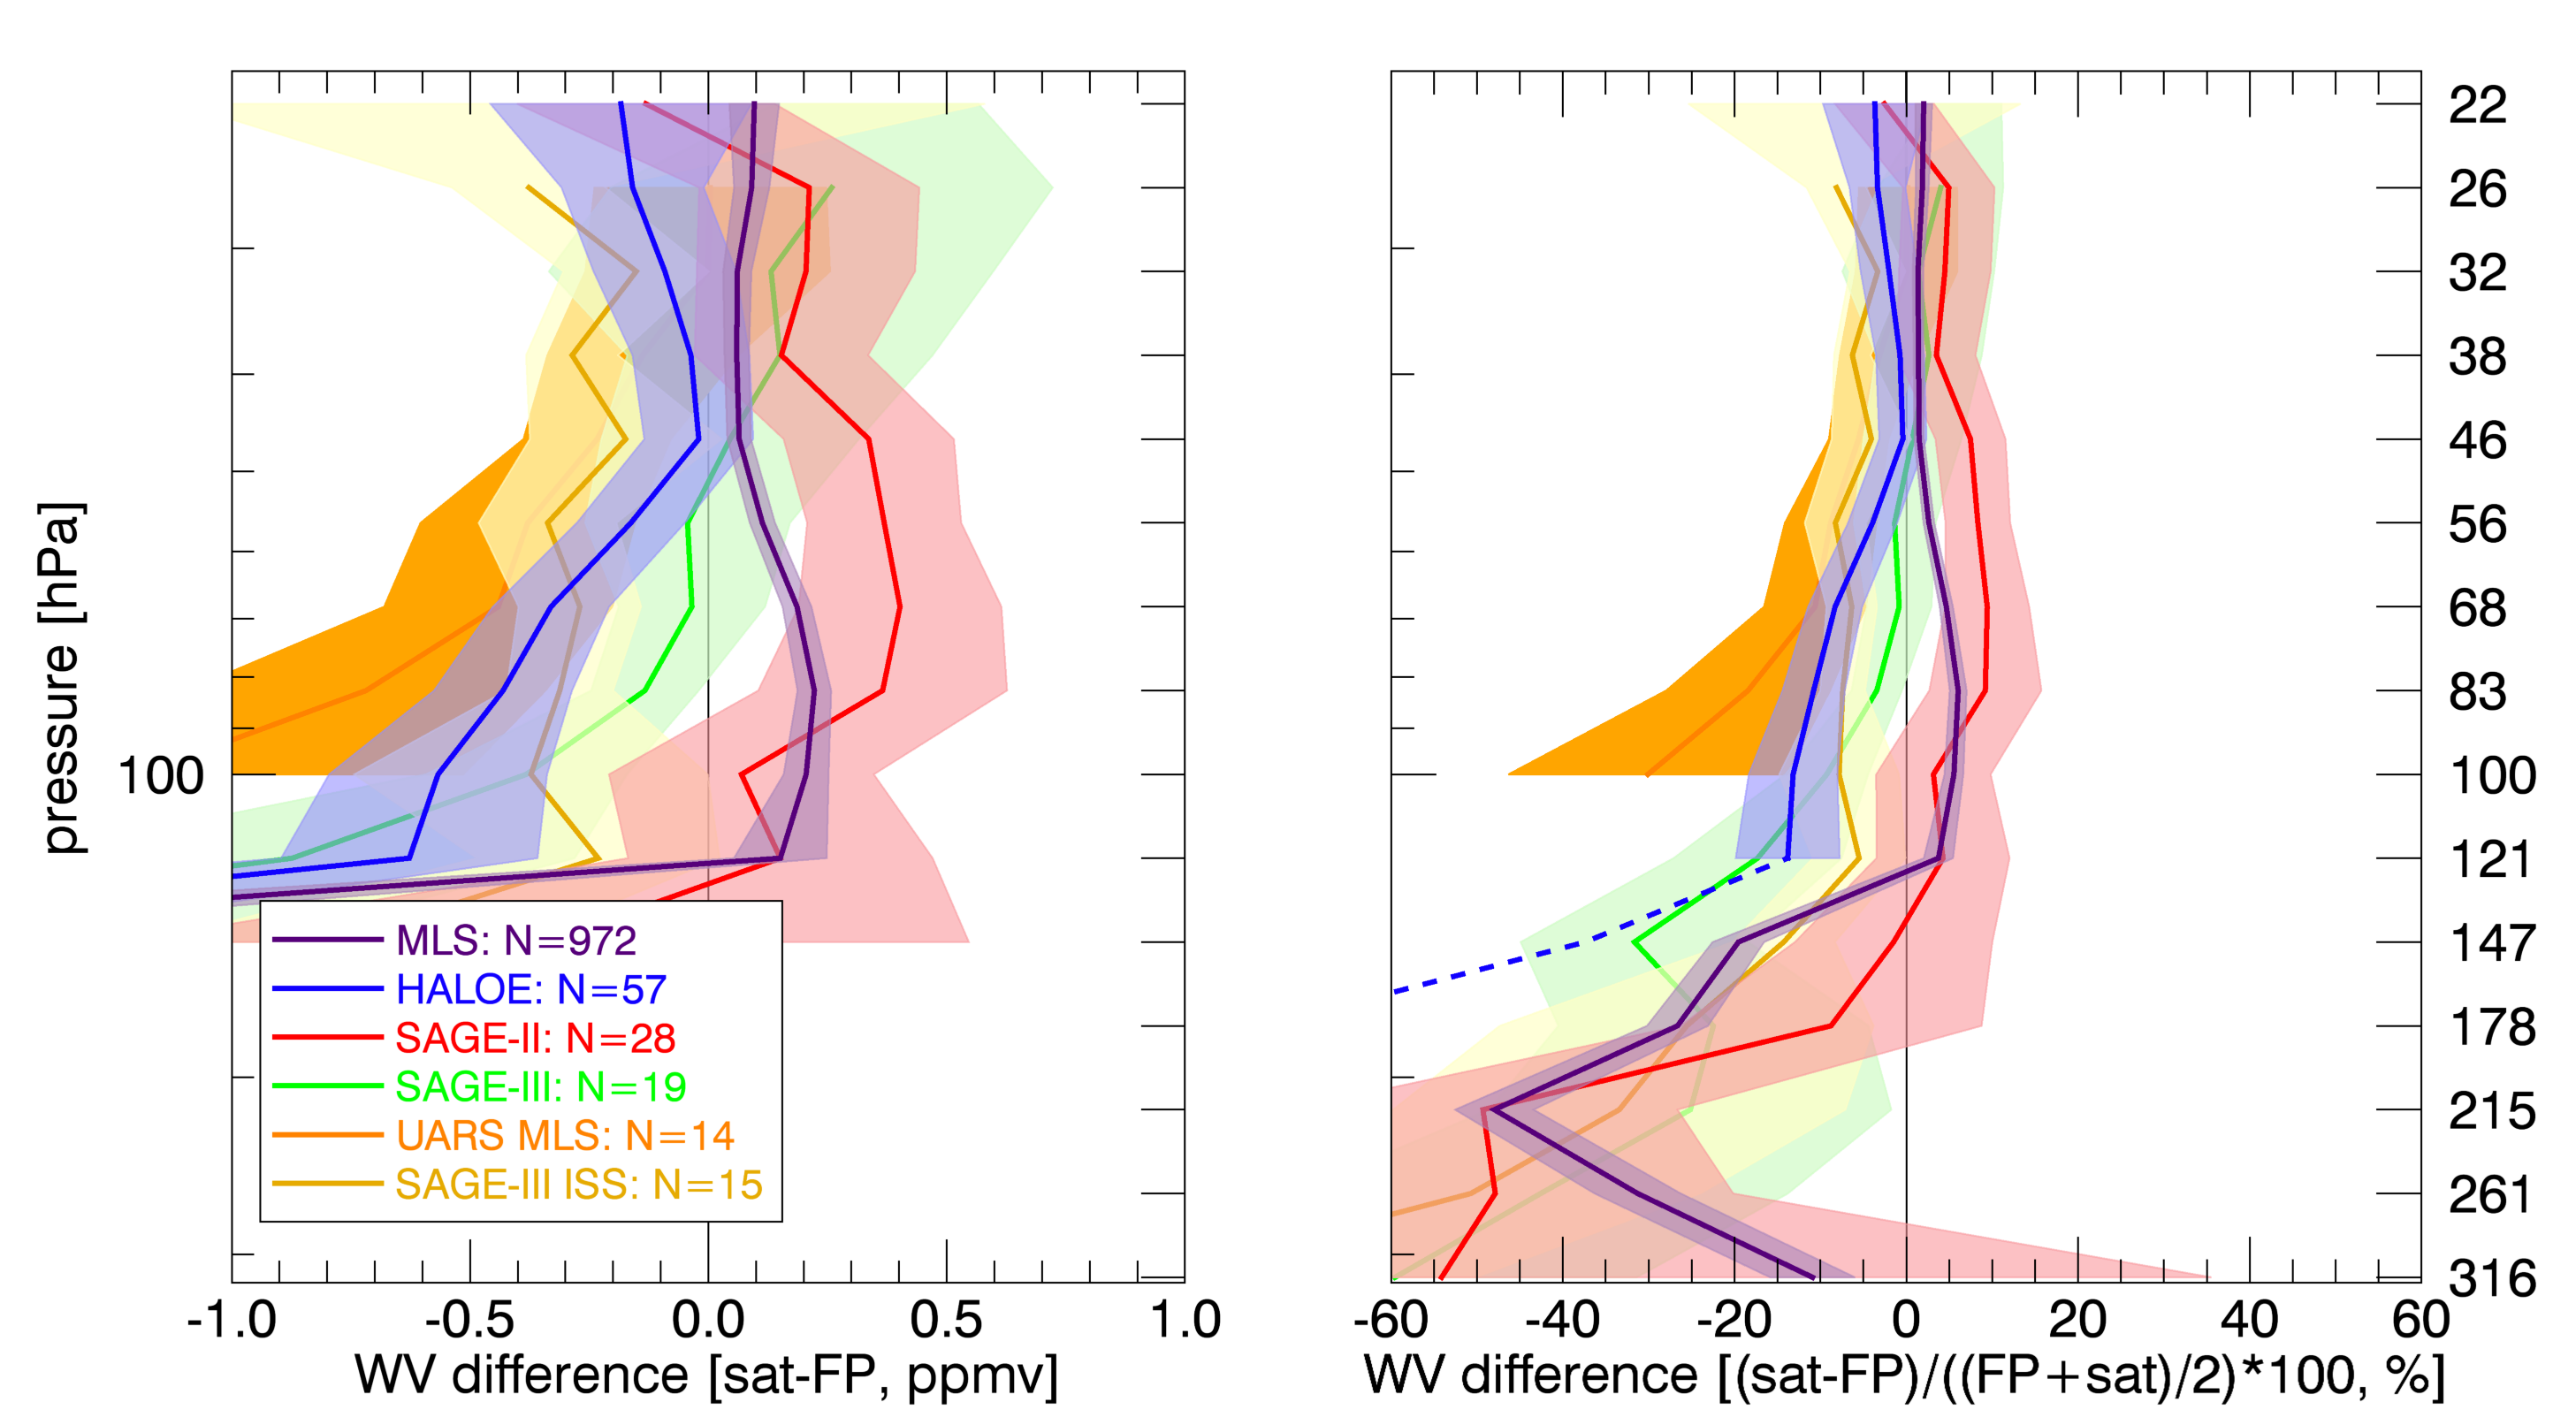 pressure [hPa]
100
MLS: N=972
HALOE: N=57
SAGE-II: N=28
SAGE-III: N=19
UARS MLS: N=14
SAGE-III ISS: N=15
-1.0 -0.5 0.0 0.5 1.0
WV difference [sat-FP, ppmv]
22
26
32
38
46
56
68
83
100
121
147
178
215
261
316
-60 -40 -20 0 20 40 60
WV difference [(sat-FP)/((FP+sat)/2)*100, %]